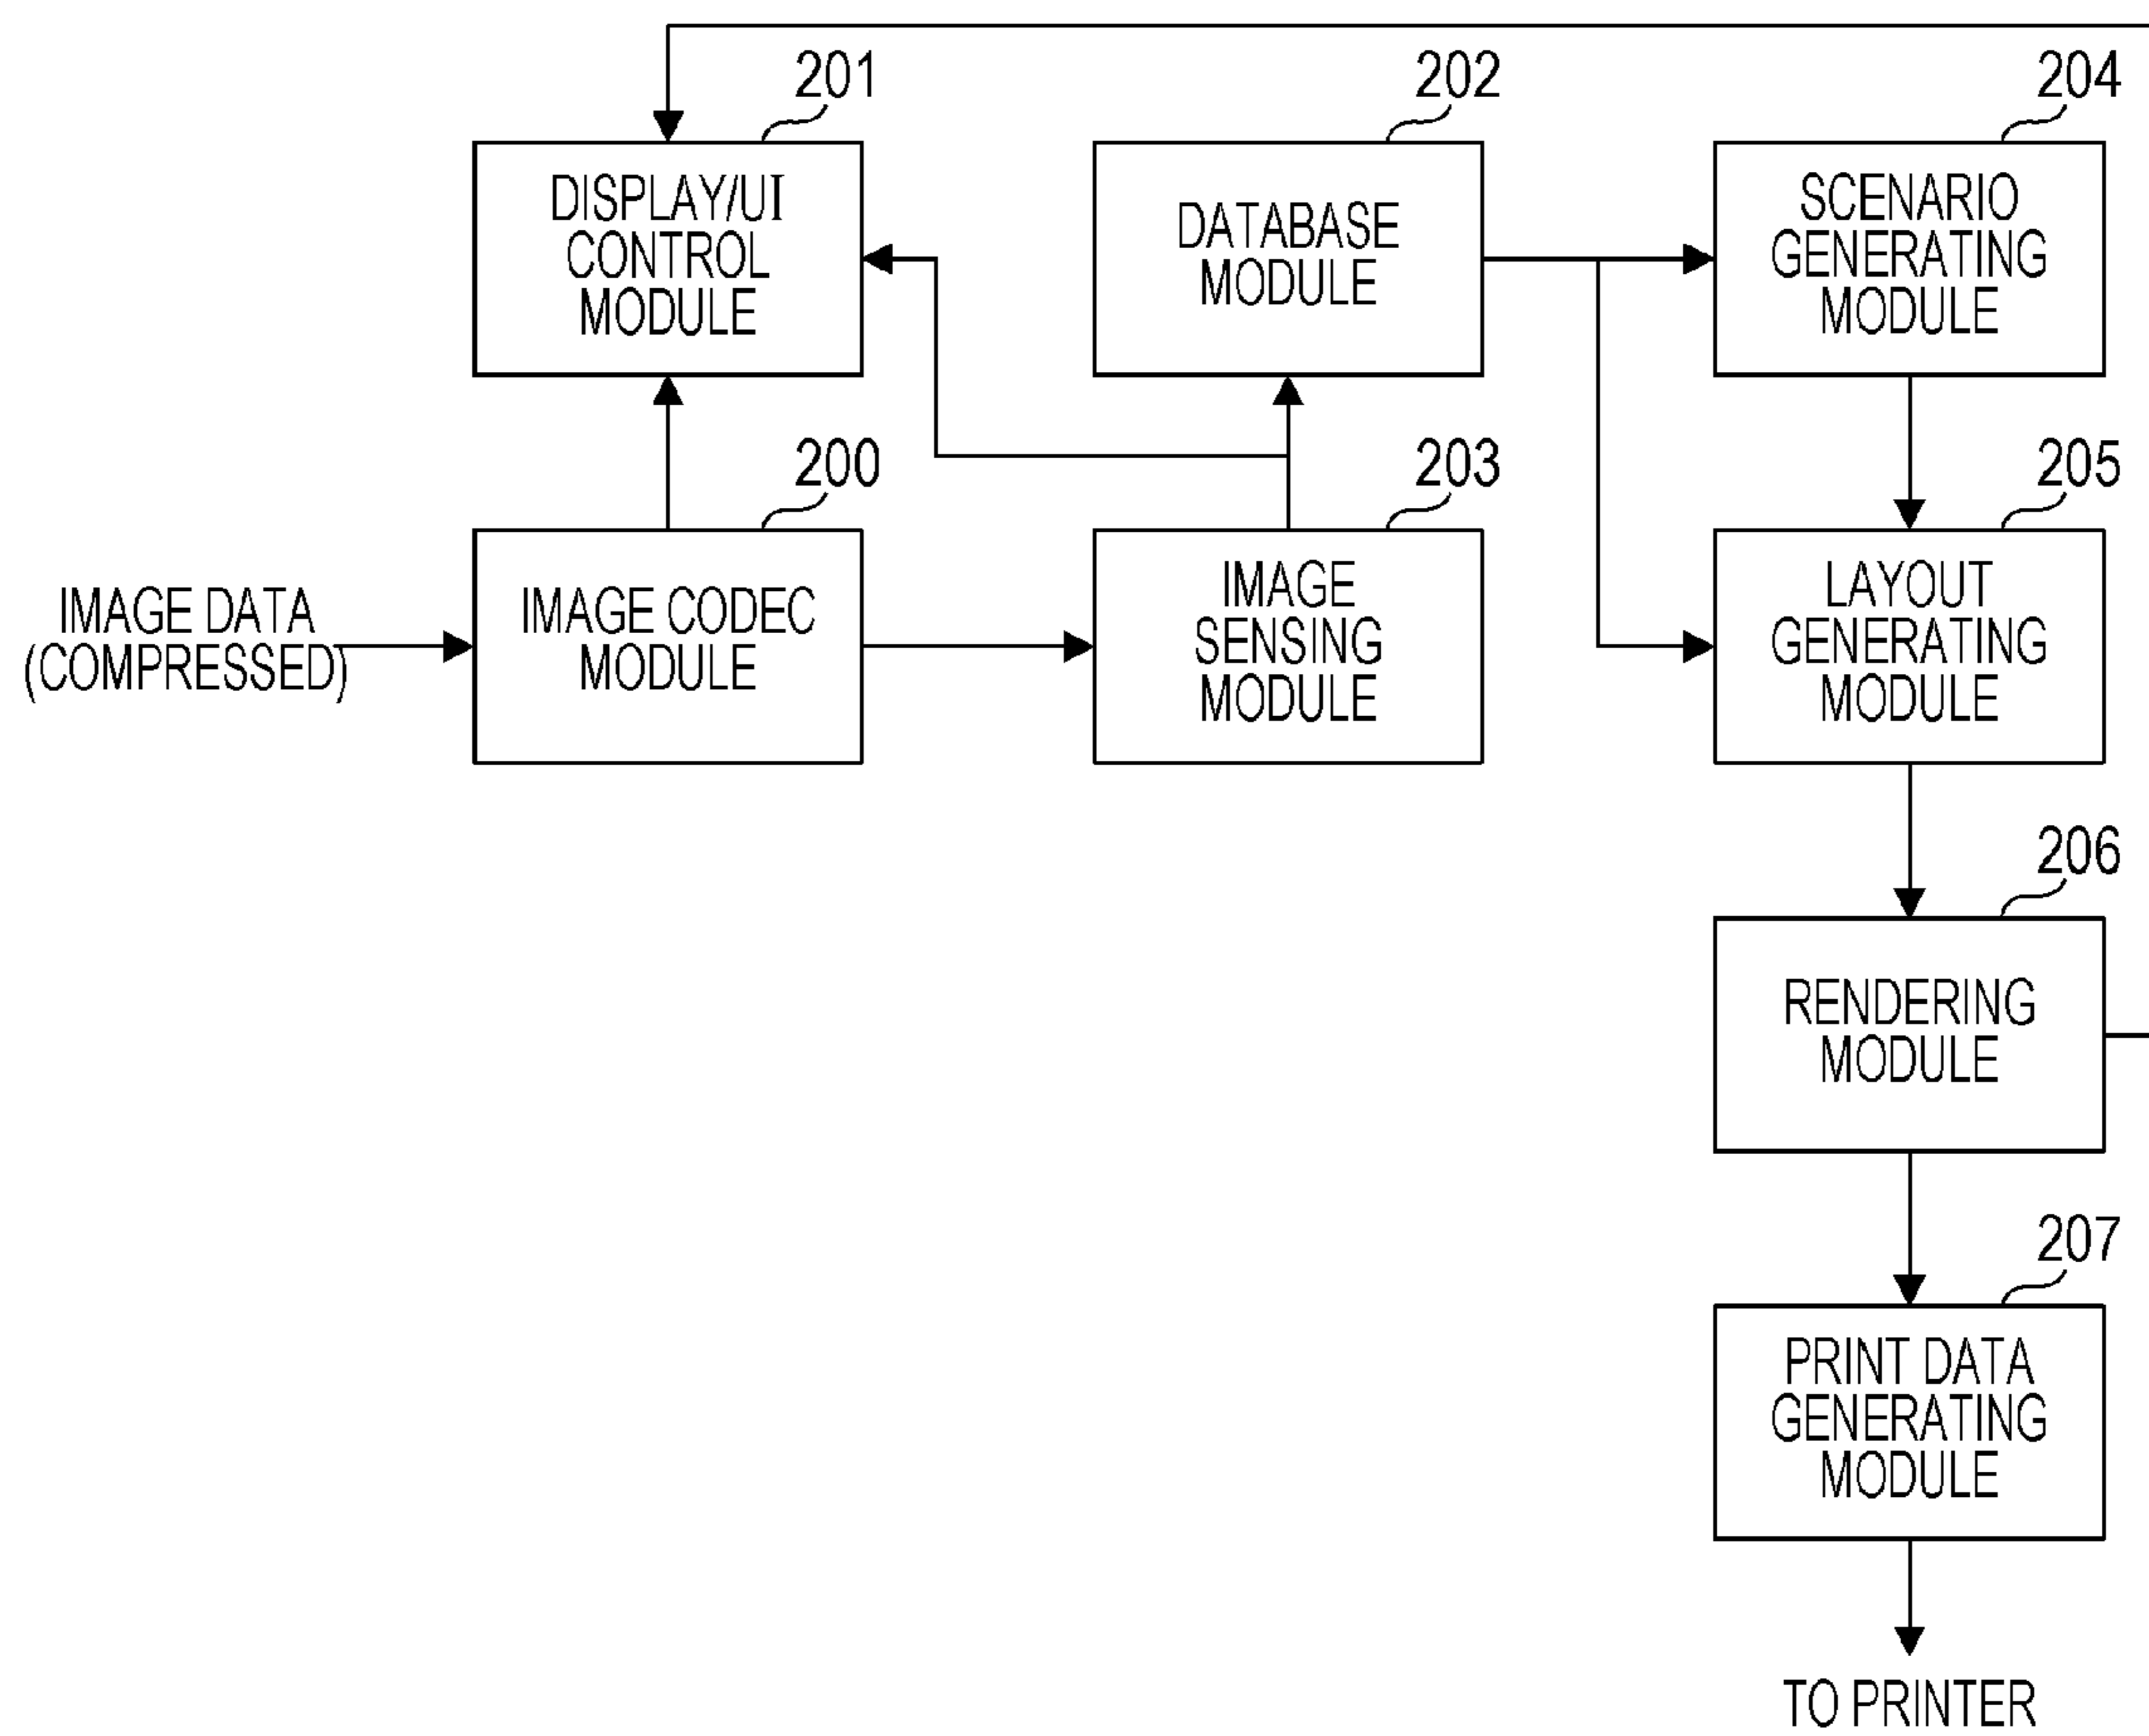 201
DISPLAY/UI
CONTROL
MODULE
202
DATABASE
MODULE
204
SCENARIO
GENERATING
MODULE
IMAGE DATA
(COMPRESSED)
200
IMAGE CODEC
MODULE
203
IMAGE
SENSING
MODULE
205
LAYOUT
GENERATING
MODULE
206
RENDERING
MODULE
207
PRINT DATA
GENERATING
MODULE
TO PRINTER